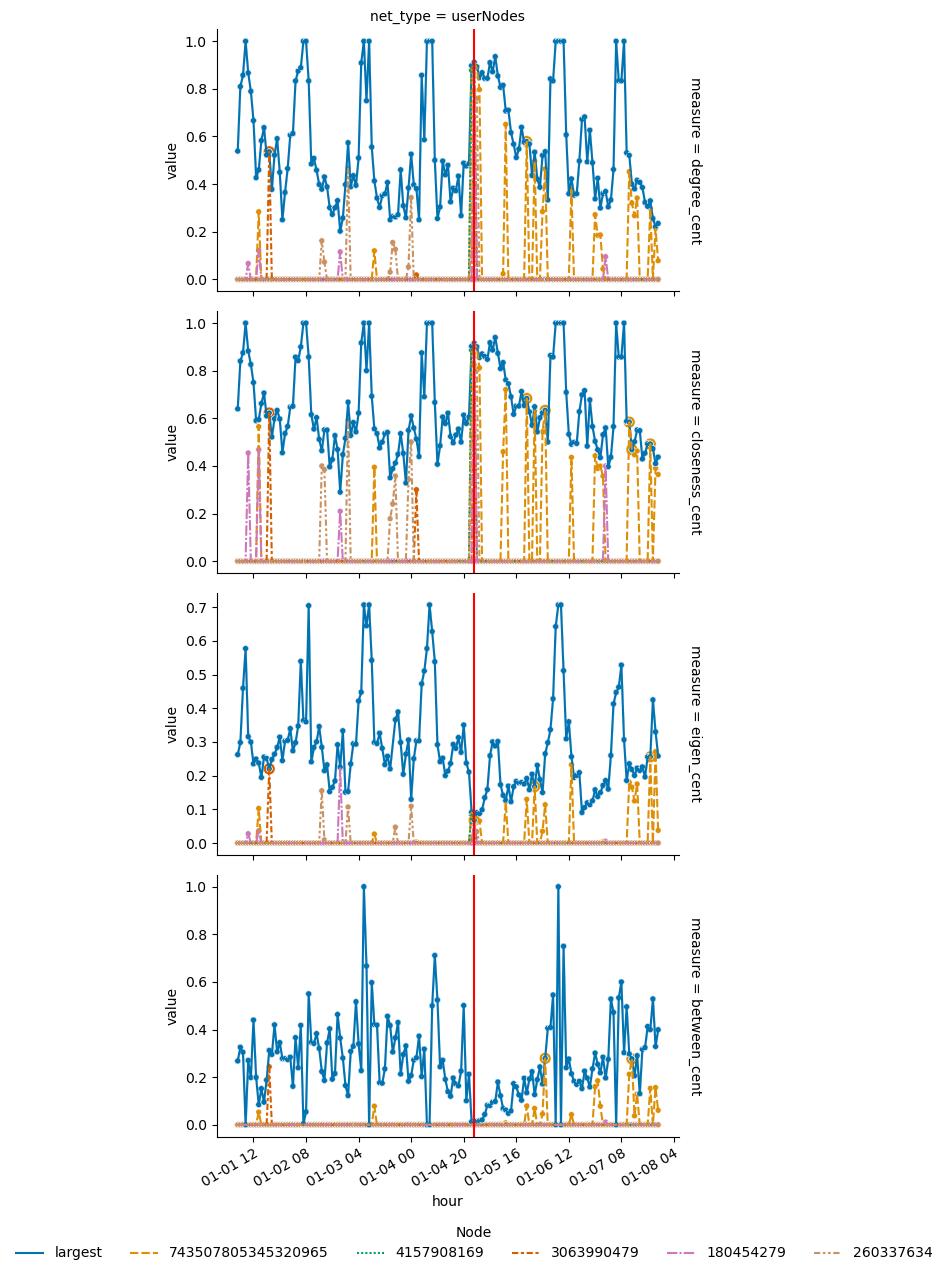 net_type = userNodes
1.0
0.8
0.6
0.4
0.2
0.0
value
measure = degree_cent
1.0
0.8
0.6
0.4
0.2
0.0
value
measure = closeness_cent
0.7
0.6
0.5
0.4
0.3
0.2
0.1
0.0
value
measure = eigen_cent
1.0
0.8
0.6
0.4
0.2
0.0
value
measure = between_cent
01-01 12 01-02 08 01-03 04 01-04 00 01-04 20 01-05 16 01-06 12 01-07 08 01-08 04
hour
Node
largest 743507805345320965 4157908169 3063990479 180454279 260337634